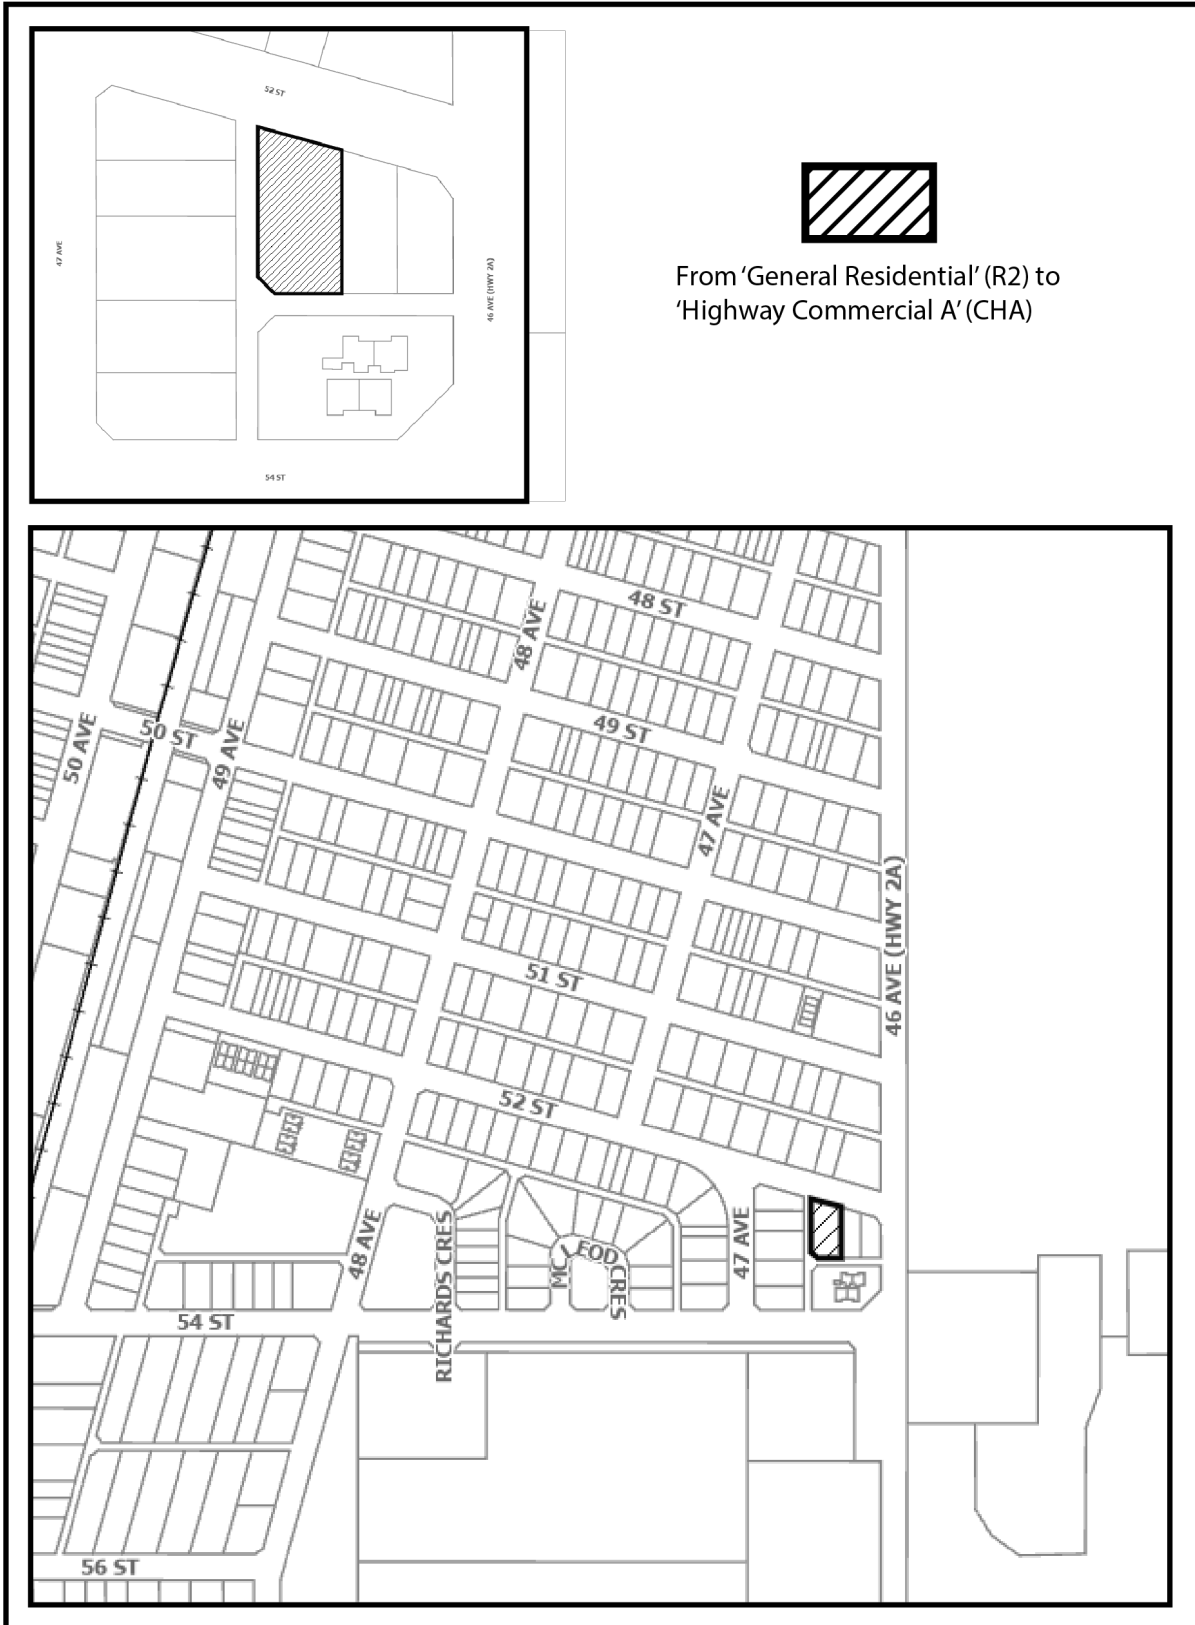 52 ST
47 AVE
46 AVE (HWY 2A)
54 ST
From ‘General Residential’ (R2) to
‘Highway Commercial A’ (CHA)
48 ST
48 AVE
49 ST
50 ST
50 AVE
49 AVE
47 AVE
46 AVE (HWY 2A)
51 ST
52 ST
48 AVE
RICHARDS CRES
MCLEOD CRES
47 AVE
54 ST
56 ST